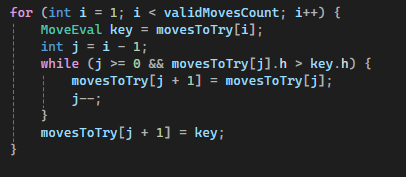 for (int i = 1; i < validMovesCount; i++) {
    MoveEval key = movesToTry[i];
    int j = i - 1;
    while (j >= 0 && movesToTry[j].h > key.h) {
        movesToTry[j + 1] = movesToTry[j];
        j--;
    }
    movesToTry[j + 1] = key;
}